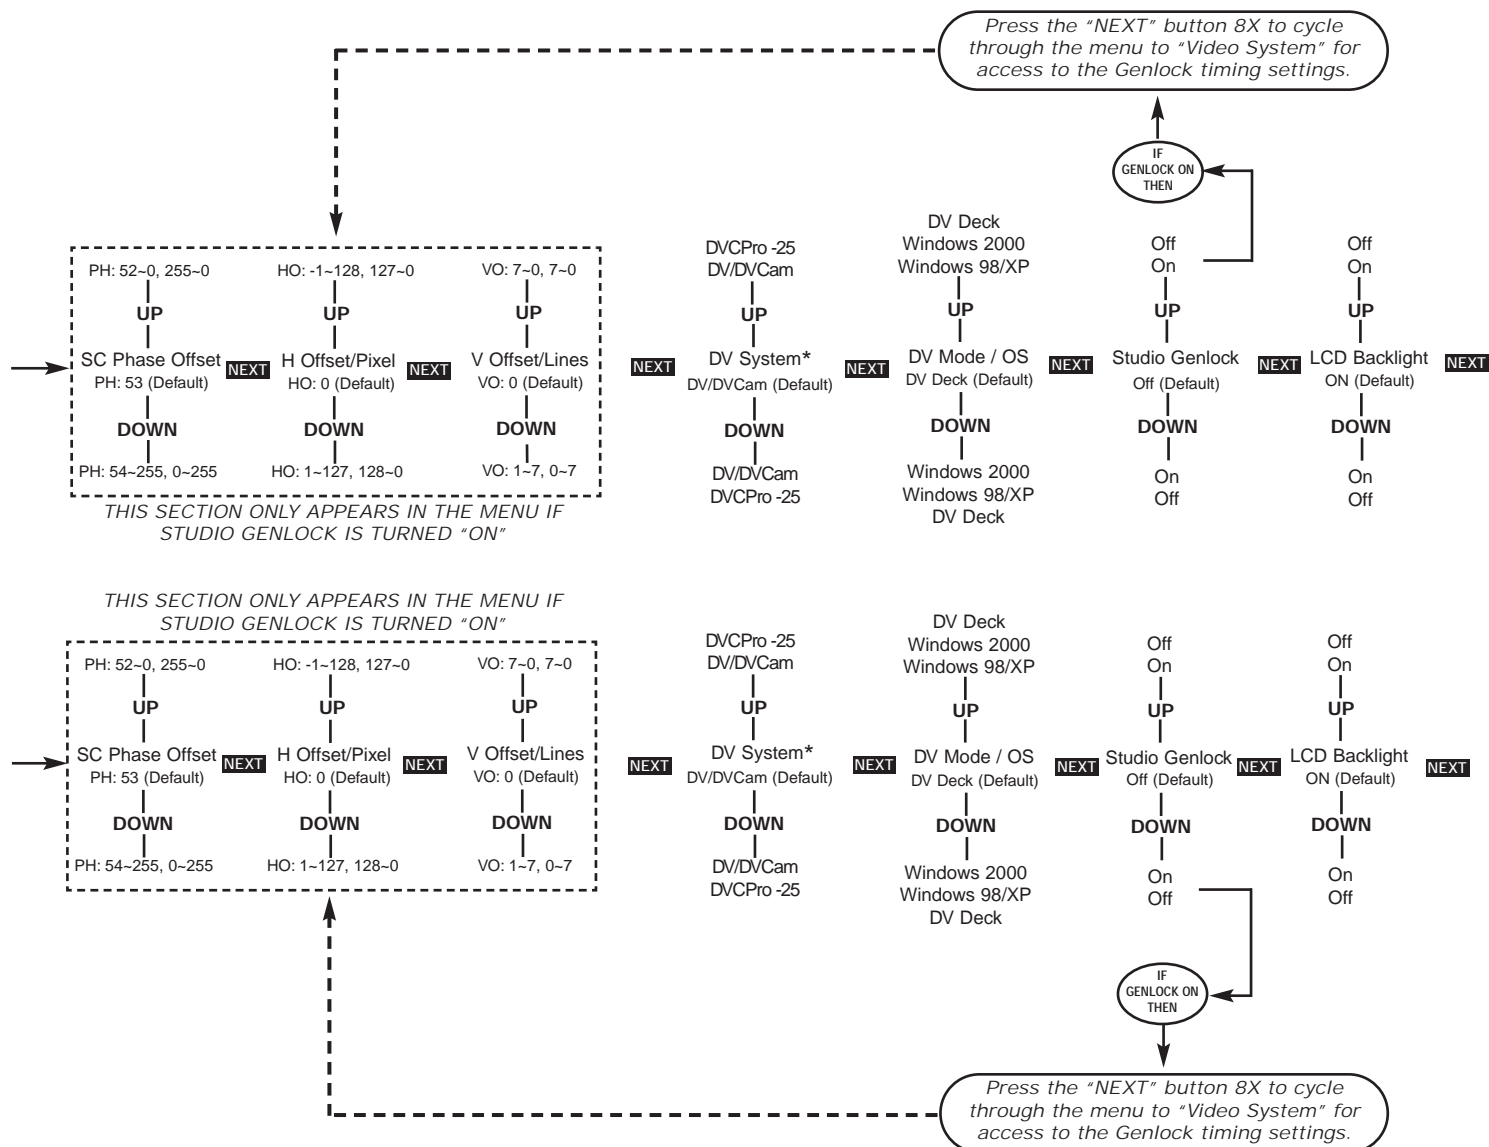 Press the “NEXT” button 8X to cycle
through the menu to “Video System” for
access to the Genlock timing settings.
IF
GENLOCK ON
THEN
PH: 52~0, 255~0
UP
SC Phase Offset
PH: 53 (Default)
DOWN
PH: 54~255, 0~255
NEXT
HO: -1~128, 127~0
UP
H Offset/Pixel
HO: 0 (Default)
DOWN
HO: 1~127, 128~0
NEXT
VO: 7~0, 7~0
UP
V Offset/Lines
VO: 0 (Default)
DOWN
VO: 1~7, 0~7
THIS SECTION ONLY APPEARS IN THE MENU IF
STUDIO GENLOCK IS TURNED “ON”
NEXT
DVCPro -25
DV/DVCam
UP
DV System*
DV/DVCam (Default)
DOWN
DV/DVCam
DVCPro -25
NEXT
DV Deck
Windows 2000
Windows 98/XP
UP
DV Mode / OS
DV Deck (Default)
DOWN
Windows 2000
Windows 98/XP
DV Deck
NEXT
Off
On
UP
Studio Genlock
Off (Default)
DOWN
On
Off
NEXT
Off
On
UP
LCD Backlight
ON (Default)
DOWN
On
Off
NEXT
THIS SECTION ONLY APPEARS IN THE MENU IF
STUDIO GENLOCK IS TURNED “ON”
PH: 52~0, 255~0
UP
SC Phase Offset
PH: 53 (Default)
DOWN
PH: 54~255, 0~255
NEXT
HO: -1~128, 127~0
UP
H Offset/Pixel
HO: 0 (Default)
DOWN
HO: 1~127, 128~0
NEXT
VO: 7~0, 7~0
UP
V Offset/Lines
VO: 0 (Default)
DOWN
VO: 1~7, 0~7
NEXT
DVCPro -25
DV/DVCam
UP
DV System*
DV/DVCam (Default)
DOWN
DV/DVCam
DVCPro -25
NEXT
DV Deck
Windows 2000
Windows 98/XP
UP
DV Mode / OS
DV Deck (Default)
DOWN
Windows 2000
Windows 98/XP
DV Deck
NEXT
Off
On
UP
Studio Genlock
Off (Default)
DOWN
On
Off
NEXT
Off
On
UP
LCD Backlight
ON (Default)
DOWN
On
Off
NEXT
IF
GENLOCK ON
THEN
Press the “NEXT” button 8X to cycle
through the menu to “Video System” for
access to the Genlock timing settings.